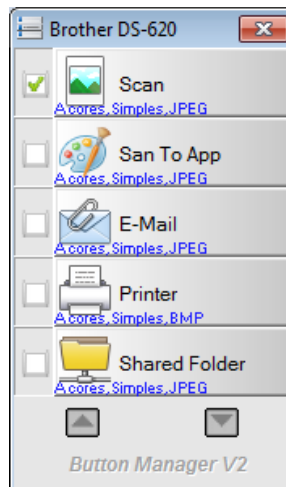 Brother DS-620
Scan
A cores,Simples,JPEG
San To App
A cores,Simples,JPEG
E-Mail
A cores,Simples,JPEG
Printer
A cores,Simples,BMP
Shared Folder
A cores,Simples,JPEG
Button Manager V2